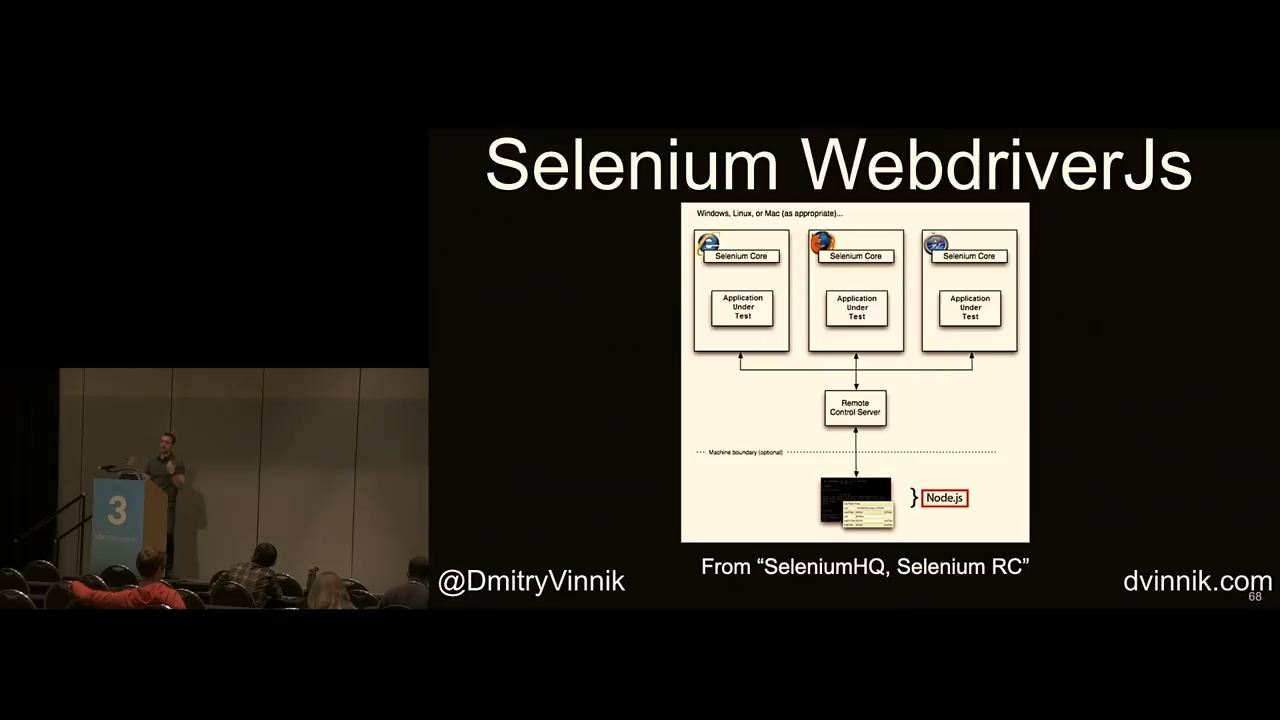 Selenium WebdriverJs
Windows, Linux, or Mac (as appropriate)...
Selenium Core
Selenium Core
Selenium Core
Application
Under
Test
Application
Under
Test
Application
Under
Test
Remote
Control Server
Machine boundary (optional)
} Node.js
From “SeleniumHQ, Selenium RC”
@DmitryVinnik
dvinnik.com
68
3